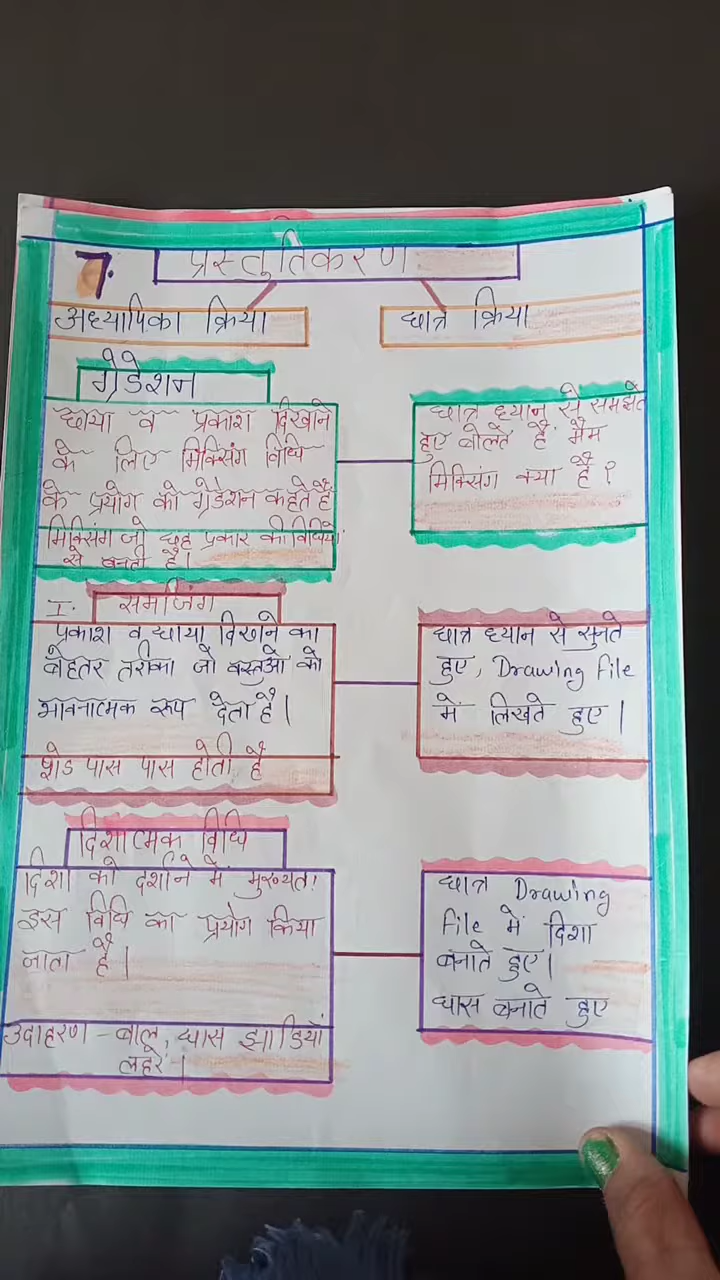 7. प्रस्तुतिकरण
अध्यापिका क्रिया
छात्र क्रिया
ग्रेडेशन
छाया व प्रकाश दिखाने
के लिए मिक्सिंग विधि
के प्रयोग को ग्रेडेशन कहते हैं
मिक्सिंग जो छह प्रकार की विधियों
से बनती है।
छात्र ध्यान से समझते
हुए बोलते हैं मैम
मिक्सिंग क्या है ?
I. समजिंग
प्रकाश व छाया दिखाने का
बेहतर तरीका जो वस्तुओं को
भावनात्मक रूप देता है।
शेड पास पास होती है
छात्र ध्यान से सुनते
हुए, Drawing file
में लिखते हुए।
दिशात्मक विधि
दिशा को दर्शाने में मुख्यतः
इस विधि का प्रयोग किया
जाता है।
उदाहरण - बालू, घास झाडियाँ
लहरें।
छात्र Drawing
file में दिशा
बनाते हुए।
घास बनाते हुए